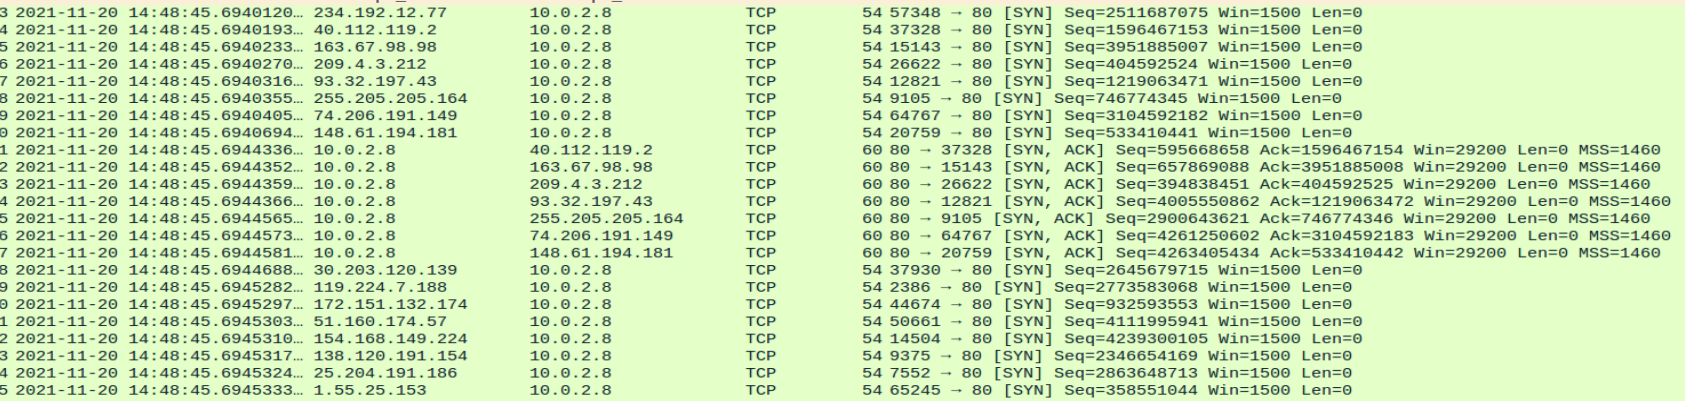 3 2021-11-20 14:48:45.6940120… 234.192.12.77 10.0.2.8 TCP 54 57348 → 80 [SYN] Seq=2511687075 Win=1500 Len=0
4 2021-11-20 14:48:45.6940193… 40.112.119.2 10.0.2.8 TCP 54 37328 → 80 [SYN] Seq=1596467153 Win=1500 Len=0
5 2021-11-20 14:48:45.6940233… 163.67.98.98 10.0.2.8 TCP 54 15143 → 80 [SYN] Seq=3951885007 Win=1500 Len=0
6 2021-11-20 14:48:45.6940270… 209.4.3.212 10.0.2.8 TCP 54 26622 → 80 [SYN] Seq=404592524 Win=1500 Len=0
7 2021-11-20 14:48:45.6940316… 93.32.197.43 10.0.2.8 TCP 54 12821 → 80 [SYN] Seq=1219063471 Win=1500 Len=0
8 2021-11-20 14:48:45.6940355… 255.205.205.164 10.0.2.8 TCP 54 9105 → 80 [SYN] Seq=746774345 Win=1500 Len=0
9 2021-11-20 14:48:45.6940405… 74.206.191.149 10.0.2.8 TCP 54 64767 → 80 [SYN] Seq=3104592182 Win=1500 Len=0
0 2021-11-20 14:48:45.6940694… 148.61.194.181 10.0.2.8 TCP 54 20759 → 80 [SYN] Seq=533410441 Win=1500 Len=0
1 2021-11-20 14:48:45.6944336… 10.0.2.8 40.112.119.2 TCP 60 80 → 37328 [SYN, ACK] Seq=595668658 Ack=1596467154 Win=29200 Len=0 MSS=1460
2 2021-11-20 14:48:45.6944352… 10.0.2.8 163.67.98.98 TCP 60 80 → 15143 [SYN, ACK] Seq=657869088 Ack=3951885008 Win=29200 Len=0 MSS=1460
3 2021-11-20 14:48:45.6944359… 10.0.2.8 209.4.3.212 TCP 60 80 → 26622 [SYN, ACK] Seq=394838451 Ack=404592525 Win=29200 Len=0 MSS=1460
4 2021-11-20 14:48:45.6944366… 10.0.2.8 93.32.197.43 TCP 60 80 → 12821 [SYN, ACK] Seq=4005550862 Ack=1219063472 Win=29200 Len=0 MSS=1460
5 2021-11-20 14:48:45.6944565… 10.0.2.8 255.205.205.164 TCP 60 80 → 9105 [SYN, ACK] Seq=2900643621 Ack=746774346 Win=29200 Len=0 MSS=1460
6 2021-11-20 14:48:45.6944573… 10.0.2.8 74.206.191.149 TCP 60 80 → 64767 [SYN, ACK] Seq=4261250602 Ack=3104592183 Win=29200 Len=0 MSS=1460
7 2021-11-20 14:48:45.6944581… 10.0.2.8 148.61.194.181 TCP 60 80 → 20759 [SYN, ACK] Seq=4263405434 Ack=533410442 Win=29200 Len=0 MSS=1460
8 2021-11-20 14:48:45.6944688… 30.203.120.139 10.0.2.8 TCP 54 37930 → 80 [SYN] Seq=2645679715 Win=1500 Len=0
9 2021-11-20 14:48:45.6945282… 119.224.7.188 10.0.2.8 TCP 54 2386 → 80 [SYN] Seq=2773583068 Win=1500 Len=0
0 2021-11-20 14:48:45.6945297… 172.151.132.174 10.0.2.8 TCP 54 44674 → 80 [SYN] Seq=932593553 Win=1500 Len=0
1 2021-11-20 14:48:45.6945303… 51.160.174.57 10.0.2.8 TCP 54 50661 → 80 [SYN] Seq=4111995941 Win=1500 Len=0
2 2021-11-20 14:48:45.6945310… 154.168.149.224 10.0.2.8 TCP 54 14504 → 80 [SYN] Seq=4239300105 Win=1500 Len=0
3 2021-11-20 14:48:45.6945317… 138.120.191.154 10.0.2.8 TCP 54 9375 → 80 [SYN] Seq=2346654169 Win=1500 Len=0
4 2021-11-20 14:48:45.6945324… 25.204.191.186 10.0.2.8 TCP 54 7552 → 80 [SYN] Seq=2863648713 Win=1500 Len=0
5 2021-11-20 14:48:45.6945333… 1.55.25.153 10.0.2.8 TCP 54 65245 → 80 [SYN] Seq=358551044 Win=1500 Len=0